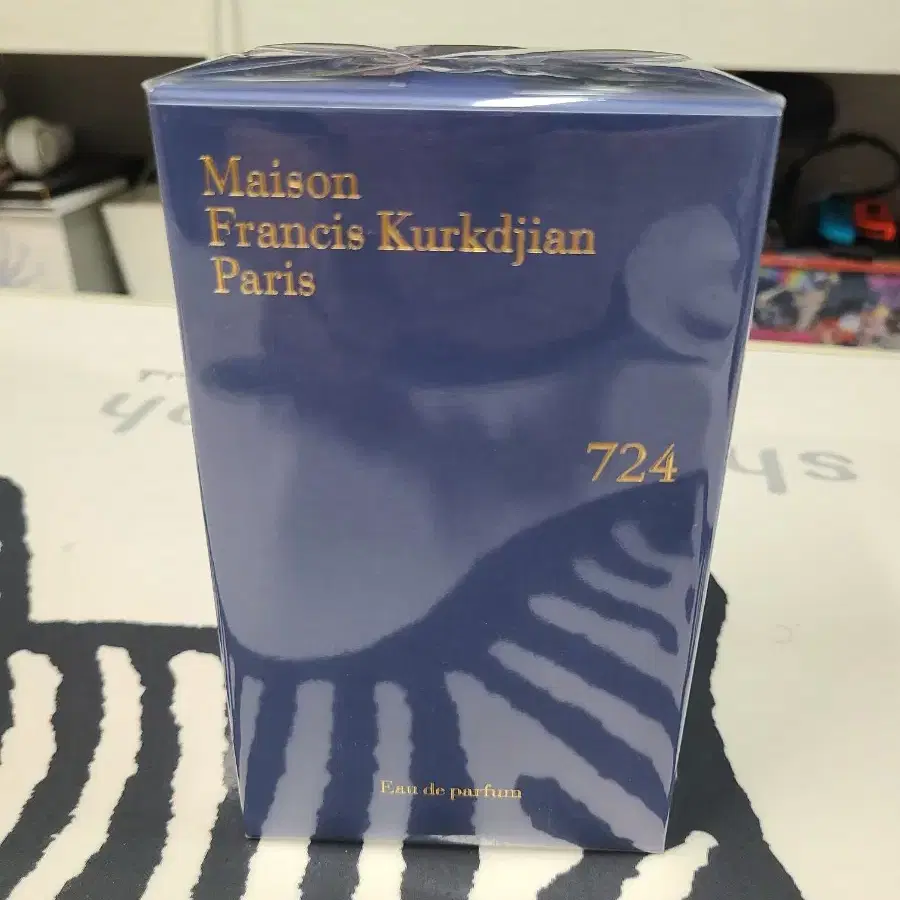 Maison
Francis Kurkdjian
Paris
724
Eau de parfum